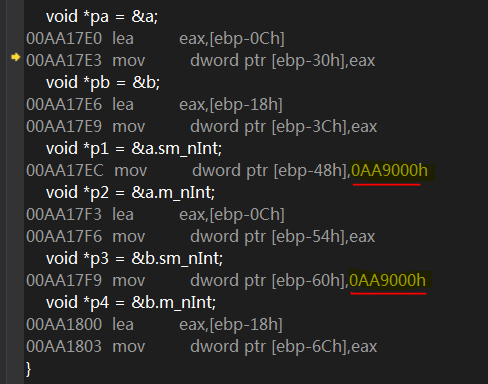 void *pa = &a;
00AA17E0 lea eax,[ebp-0Ch]
00AA17E3 mov dword ptr [ebp-30h],eax
void *pb = &b;
00AA17E6 lea eax,[ebp-18h]
00AA17E9 mov dword ptr [ebp-3Ch],eax
void *p1 = &a.sm_nInt;
00AA17EC mov dword ptr [ebp-48h],0AA9000h
void *p2 = &a.m_nInt;
00AA17F3 lea eax,[ebp-0Ch]
00AA17F6 mov dword ptr [ebp-54h],eax
void *p3 = &b.sm_nInt;
00AA17F9 mov dword ptr [ebp-60h],0AA9000h
void *p4 = &b.m_nInt;
00AA1800 lea eax,[ebp-18h]
00AA1803 mov dword ptr [ebp-6Ch],eax
}